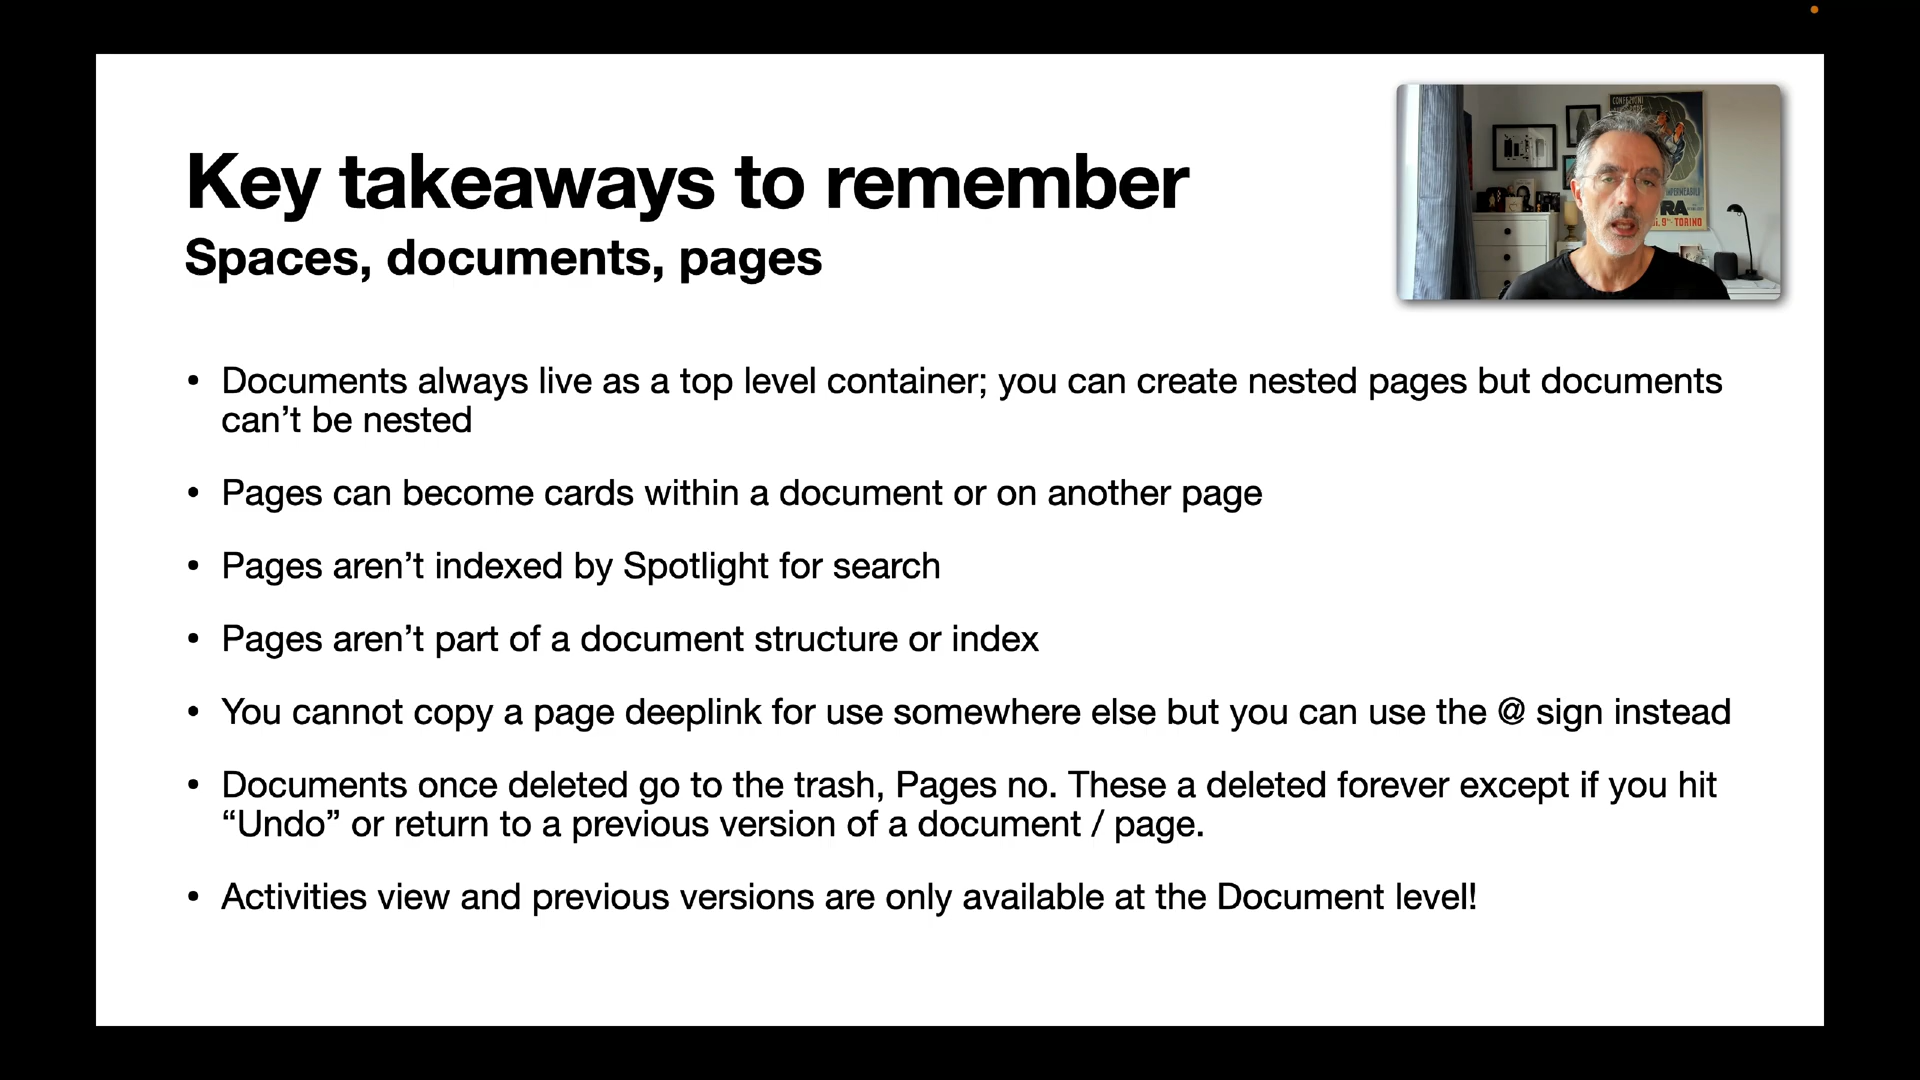 Key takeaways to remember
Spaces, documents, pages
• Documents always live as a top level container; you can create nested pages but documents
can’t be nested
• Pages can become cards within a document or on another page
• Pages aren’t indexed by Spotlight for search
• Pages aren’t part of a document structure or index
• You cannot copy a page deeplink for use somewhere else but you can use the @ sign instead
• Documents once deleted go to the trash, Pages no. These a deleted forever except if you hit
“Undo” or return to a previous version of a document / page.
• Activities view and previous versions are only available at the Document level!
CONFEZIONI
TORINO